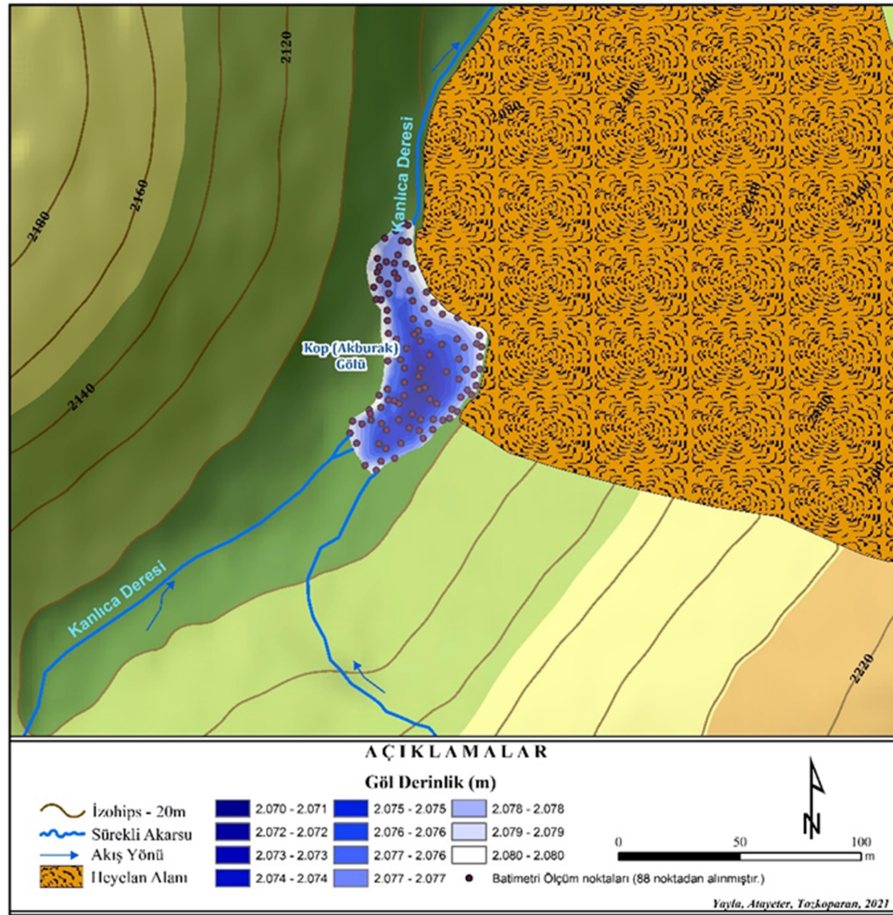 2120
2160
2180
2140
Kanlıca Deresi
2080
2100
2120
2140
Kop (Akburak)
Gölü
Kanlıca Deresi
2220
AÇIKLAMALAR
Göl Derinlik (m)
İzohips - 20m
Sürekli Akarsu
Akış Yönü
Heyelan Alanı
2.070 - 2.071
2.072 - 2.072
2.073 - 2.073
2.074 - 2.074
2.075 - 2.075
2.076 - 2.076
2.077 - 2.076
2.077 - 2.077
2.078 - 2.078
2.079 - 2.079
2.080 - 2.080
Batimetri Ölçüm noktaları (88 noktadan alınmıştır.)
N
0 50 100
m
Yayla, Atayeter, Tozkoparan, 2021